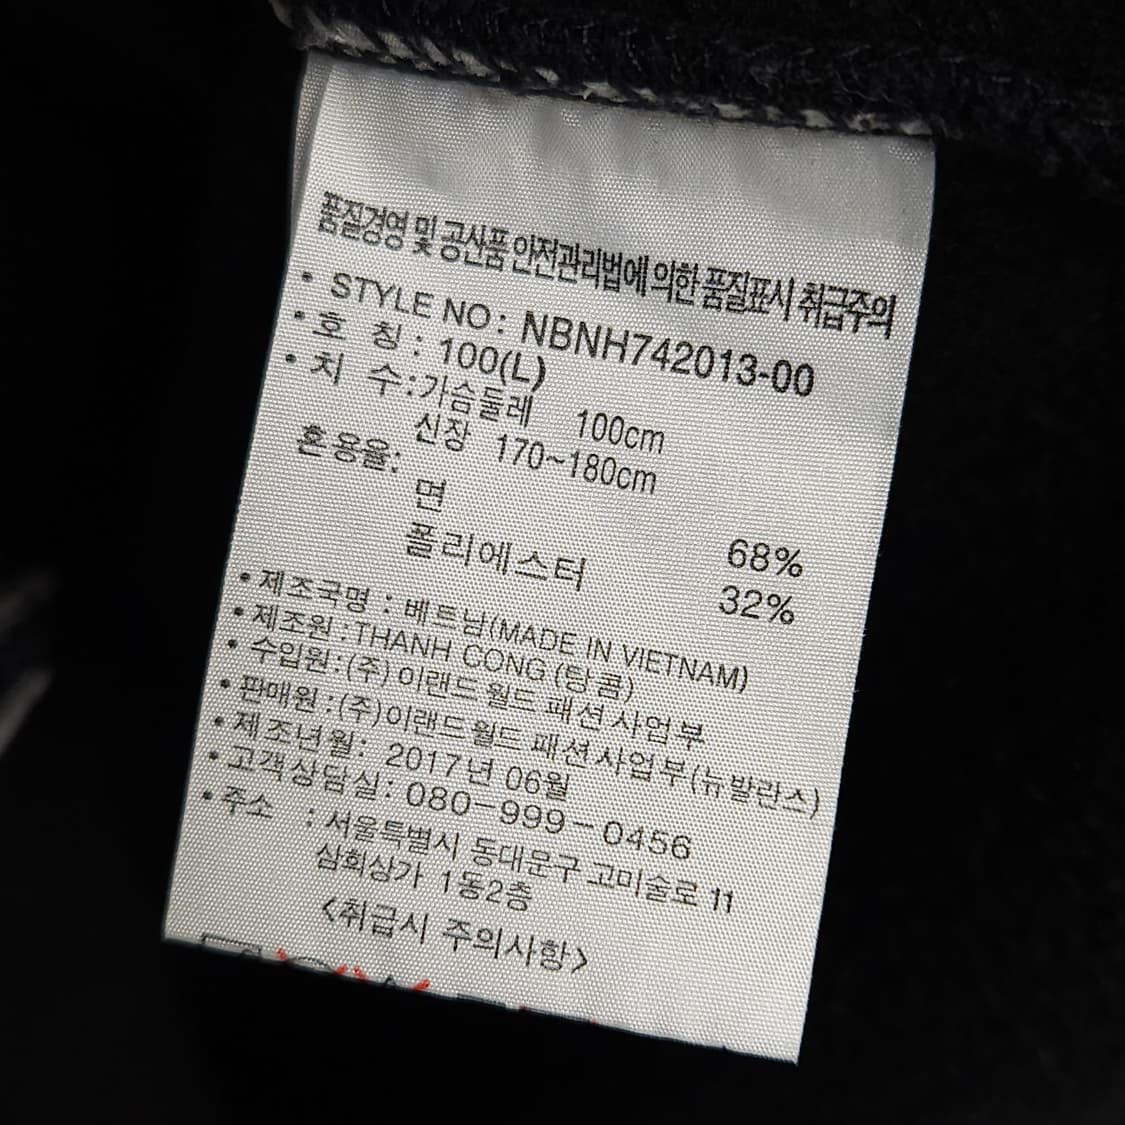 품질경영 및 공산품 안전관리법에 의한 품질표시 취급주의
• STYLE NO: NBNH742013-00
• 호 칭 : 100(L)
• 치 수 : 가슴둘레 100cm
신장 170~180cm
혼용율:
면 68%
폴리에스터 32%
• 제조국명 : 베트남(MADE IN VIETNAM)
• 제조원 : THANH CONG (탕콤)
• 수입원 : (주) 이랜드월드 패션사업부
• 판매원 : (주)이랜드월드 패션사업부(뉴발란스)
• 제조년월: 2017년 06월
• 고객상담실: 080-999-0456
• 주소 : 서울특별시 동대문구 고미술로 11
삼희상가 1동2층
<취급시 주의사항>